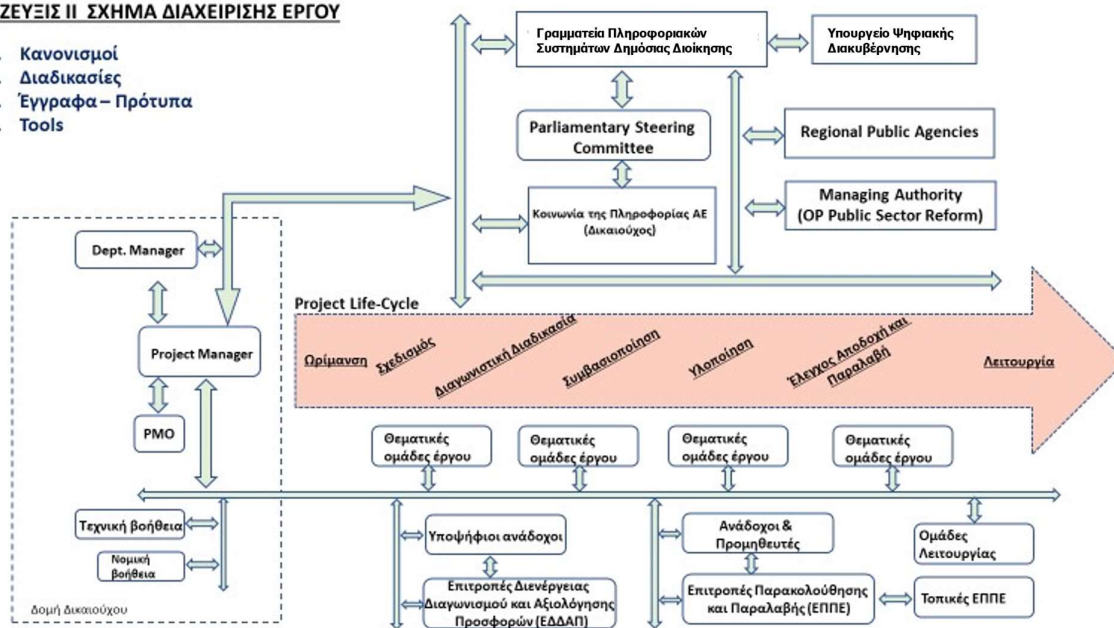 ΖΕΥΞΙΣ ΙΙ ΣΧΗΜΑ ΔΙΑΧΕΙΡΙΣΗΣ ΕΡΓΟΥ
Κανονισμοί
Διαδικασίες
Έγγραφα – Πρότυπα
Tools
Γραμματεία Πληροφοριακών
Συστημάτων Δημόσιας Διοίκησης
Υπουργείο Ψηφιακής
Διακυβέρνησης
Parliamentary Steering
Committee
Regional Public Agencies
Κοινωνία της Πληροφορίας ΑΕ
(Δικαιούχος)
Managing Authority
(OP Public Sector Reform)
Dept. Manager
Project Manager
PMO
Project Life-Cycle
Ωρίμανση
Σχεδισμός
Διαγωνιστική Διαδικασία
Συμβασιοποίηση
Υλοποίηση
Έλεγχος Αποδοχή και
Παραλαβή
Λειτουργία
Θεματικές
ομάδες έργου
Θεματικές
ομάδες έργου
Θεματικές
ομάδες έργου
Θεματικές
ομάδες έργου
Τεχνική βοήθεια
Νομική
βοήθεια
Δομή Δικαιούχου
Υποψήφιοι ανάδοχοι
Επιτροπές Διενέργειας
Διαγωνισμού και Αξιολόγησης
Προσφορών (ΕΔΔΑΠ)
Ανάδοχοι &
Προμηθευτές
Επιτροπές Παρακολούθησης
και Παραλαβής (ΕΠΠΕ)
Ομάδες
Λειτουργίας
Τοπικές ΕΠΠΕ